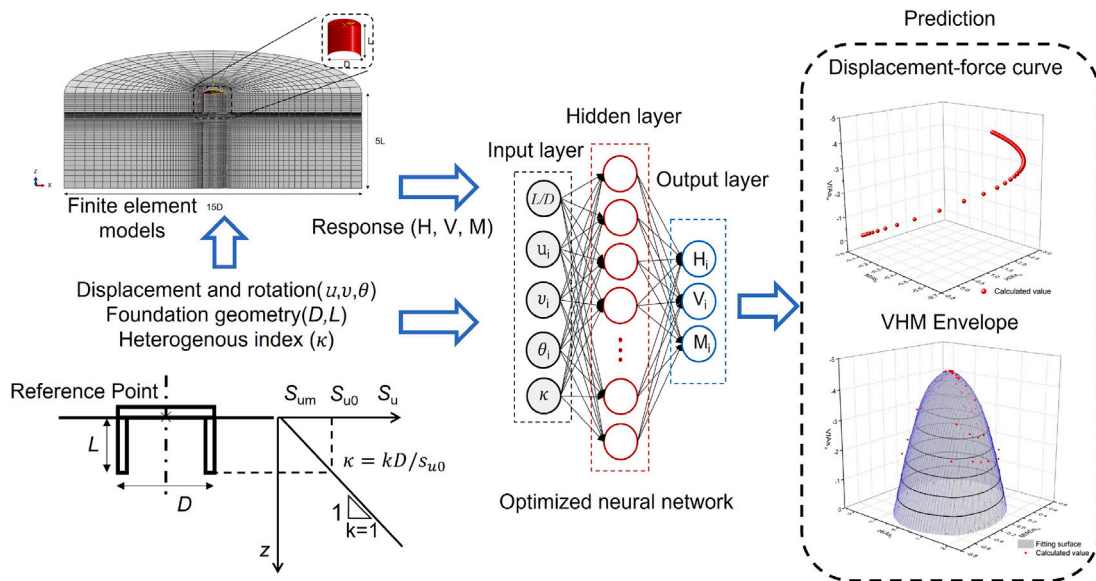 Prediction
Displacement-force curve
Calculated value
VHM Envelope
Fitting surface
Calculated value
L
D
5L
z
x
15D
Finite element
models
Response (H, V, M)
Displacement and rotation(u,υ,θ)
Foundation geometry(D,L)
Heterogenous index (κ)
Reference Point
L
D
S_um S_u0 S_u
κ = kD/s_u0
1
k=1
z
Hidden layer
Input layer
Output layer
L/D
u_i
υ_i
θ_i
κ
H_i
V_i
M_i
Optimized neural network